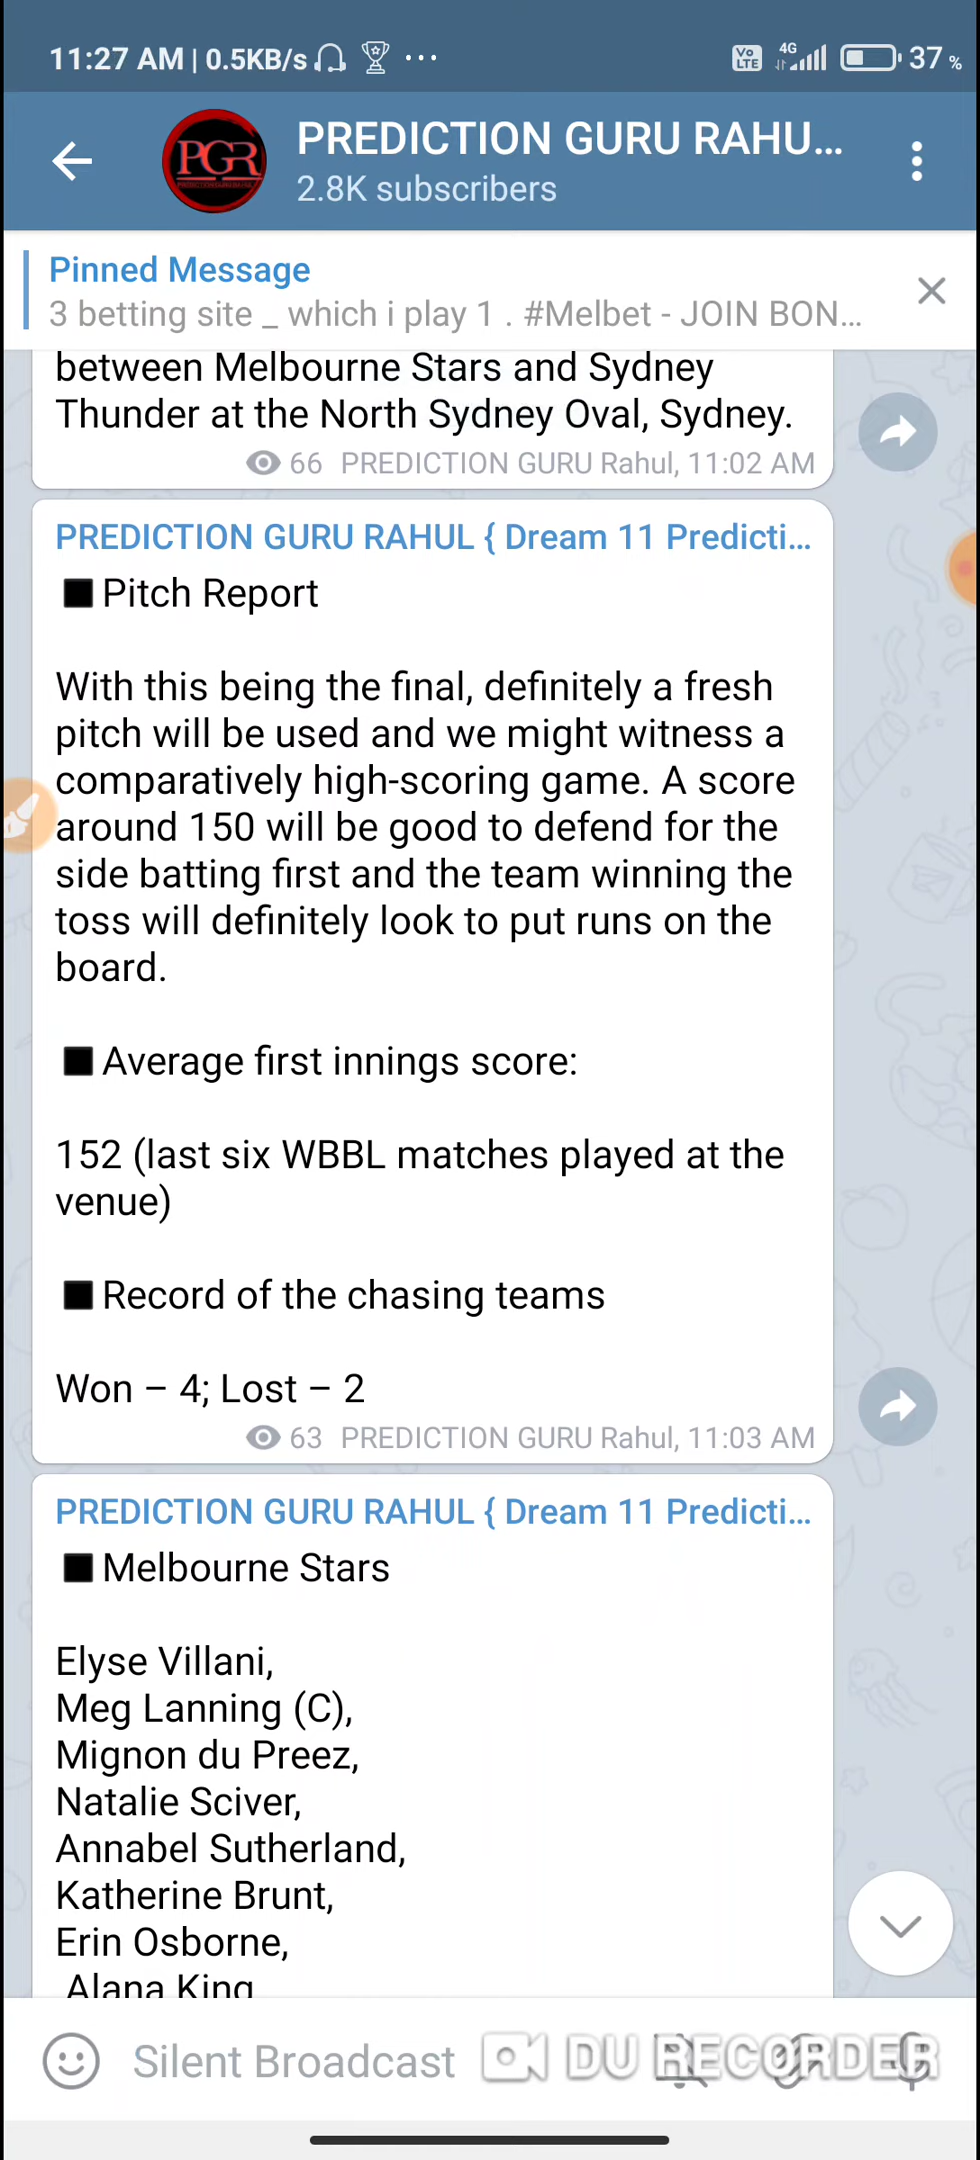 11:27 AM | 0.5KB/s ...
Vo LTE 4G 37 %
PGR
PREDICTION GURU RAHU...
2.8K subscribers
Pinned Message
3 betting site _ which i play 1 . #Melbet - JOIN BON...
between Melbourne Stars and Sydney
Thunder at the North Sydney Oval, Sydney.
66 PREDICTION GURU Rahul, 11:02 AM
PREDICTION GURU RAHUL { Dream 11 Predicti...
■ Pitch Report
With this being the final, definitely a fresh
pitch will be used and we might witness a
comparatively high-scoring game. A score
around 150 will be good to defend for the
side batting first and the team winning the
toss will definitely look to put runs on the
board.
■ Average first innings score:
152 (last six WBBL matches played at the
venue)
■ Record of the chasing teams
Won – 4; Lost – 2
63 PREDICTION GURU Rahul, 11:03 AM
PREDICTION GURU RAHUL { Dream 11 Predicti...
■ Melbourne Stars
Elyse Villani,
Meg Lanning (C),
Mignon du Preez,
Natalie Sciver,
Annabel Sutherland,
Katherine Brunt,
Erin Osborne,
Alana King
Silent Broadcast
DU RECORDER